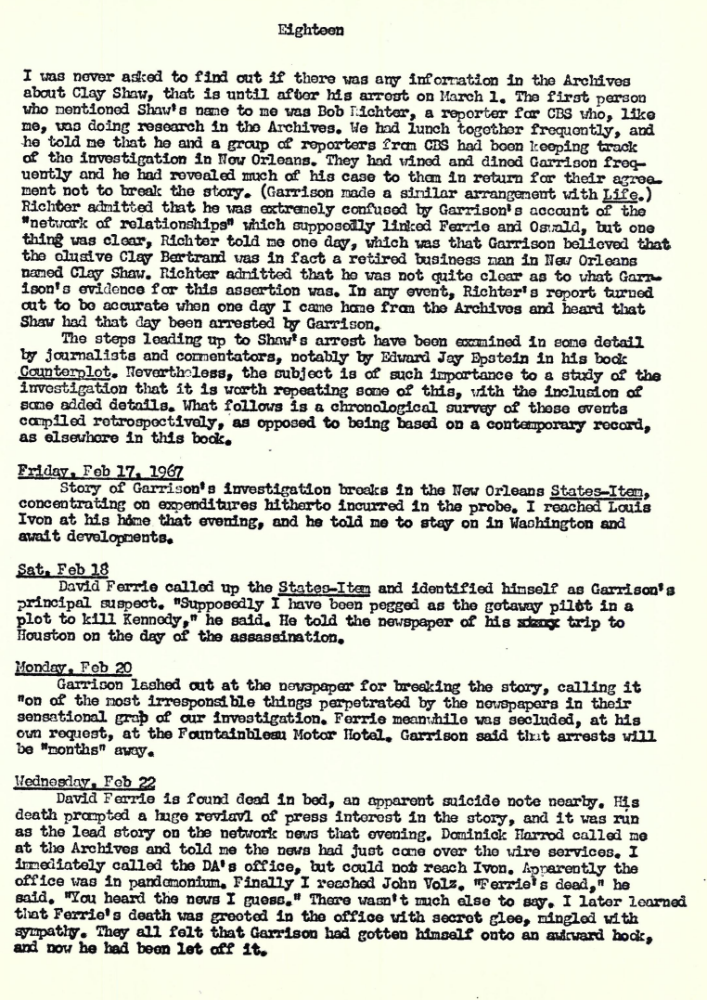 Eighteen
I was never asked to find out if there was any information in the Archives
about Clay Shaw, that is until after his arrest on March 1. The first person
who mentioned Shaw's name to me was Bob Richter, a reporter for CBS who, like
me, was doing research in the Archives. We had lunch together frequently, and
he told me that he and a group of reporters from CBS had been keeping track
of the investigation in New Orleans. They had wined and dined Garrison freq-
uently and he had revealed much of his case to them in return for their agree-
ment not to break the story. (Garrison made a similar arrangement with Life.)
Richter admitted that he was extremely confused by Garrison's account of the
"network of relationships" which supposedly linked Ferrie and Oswald, but one
thing was clear, Richter told me one day, which was that Garrison believed that
the elusive Clay Bertrand was in fact a retired business man in New Orleans
named Clay Shaw. Richter admitted that he was not quite clear as to what Garr-
ison's evidence for this assertion was. In any event, Richter's report turned
out to be accurate when one day I came home from the Archives and heard that
Shaw had that day been arrested by Garrison.
The steps leading up to Shaw's arrest have been examined in some detail
by journalists and commentators, notably by Edward Jay Epstein in his book
Counterplot. Nevertheless, the subject is of such importance to a study of the
investigation that it is worth repeating some of this, with the inclusion of
some added details. What follows is a chronological survey of these events
compiled retrospectively, as opposed to being based on a contemporary record,
as elsewhere in this book.
Friday, Feb 17, 1967
Story of Garrison's investigation breaks in the New Orleans States-Item,
concentrating on expenditures hitherto incurred in the probe. I reached Louis
Ivon at his home that evening, and he told me to stay on in Washington and
await developments.
Sat. Feb 18
David Ferrie called up the States-Item and identified himself as Garrison's
principal suspect. "Supposedly I have been pegged as the getaway pilot in a
plot to kill Kennedy," he said. He told the newspaper of his trip to
Houston on the day of the assassination.
Monday, Feb 20
Garrison lashed out at the newspaper for breaking the story, calling it
"on of the most irresponsible things perpetrated by the newspapers in their
sensational grab of our investigation. Ferrie meanwhile was secluded, at his
own request, at the Fountainbleau Motor Hotel. Garrison said that arrests will
be "months" away.
Wednesday, Feb 22
David Ferrie is found dead in bed, an apparent suicide note nearby. His
death prompted a huge reviavl of press interest in the story, and it was run
as the lead story on the network news that evening. Dominick Harrod called me
at the Archives and told me the news had just come over the wire services. I
immediately called the DA's office, but could not reach Ivon. Apparently the
office was in pandemonium. Finally I reached John Volz. "Ferrie's dead," he
said. "You heard the news I guess." There wasn't much else to say. I later learned
that Ferrie's death was greeted in the office with secret glee, mingled with
sympathy. They all felt that Garrison had gotten himself onto an awkward hook,
and now he had been let off it.